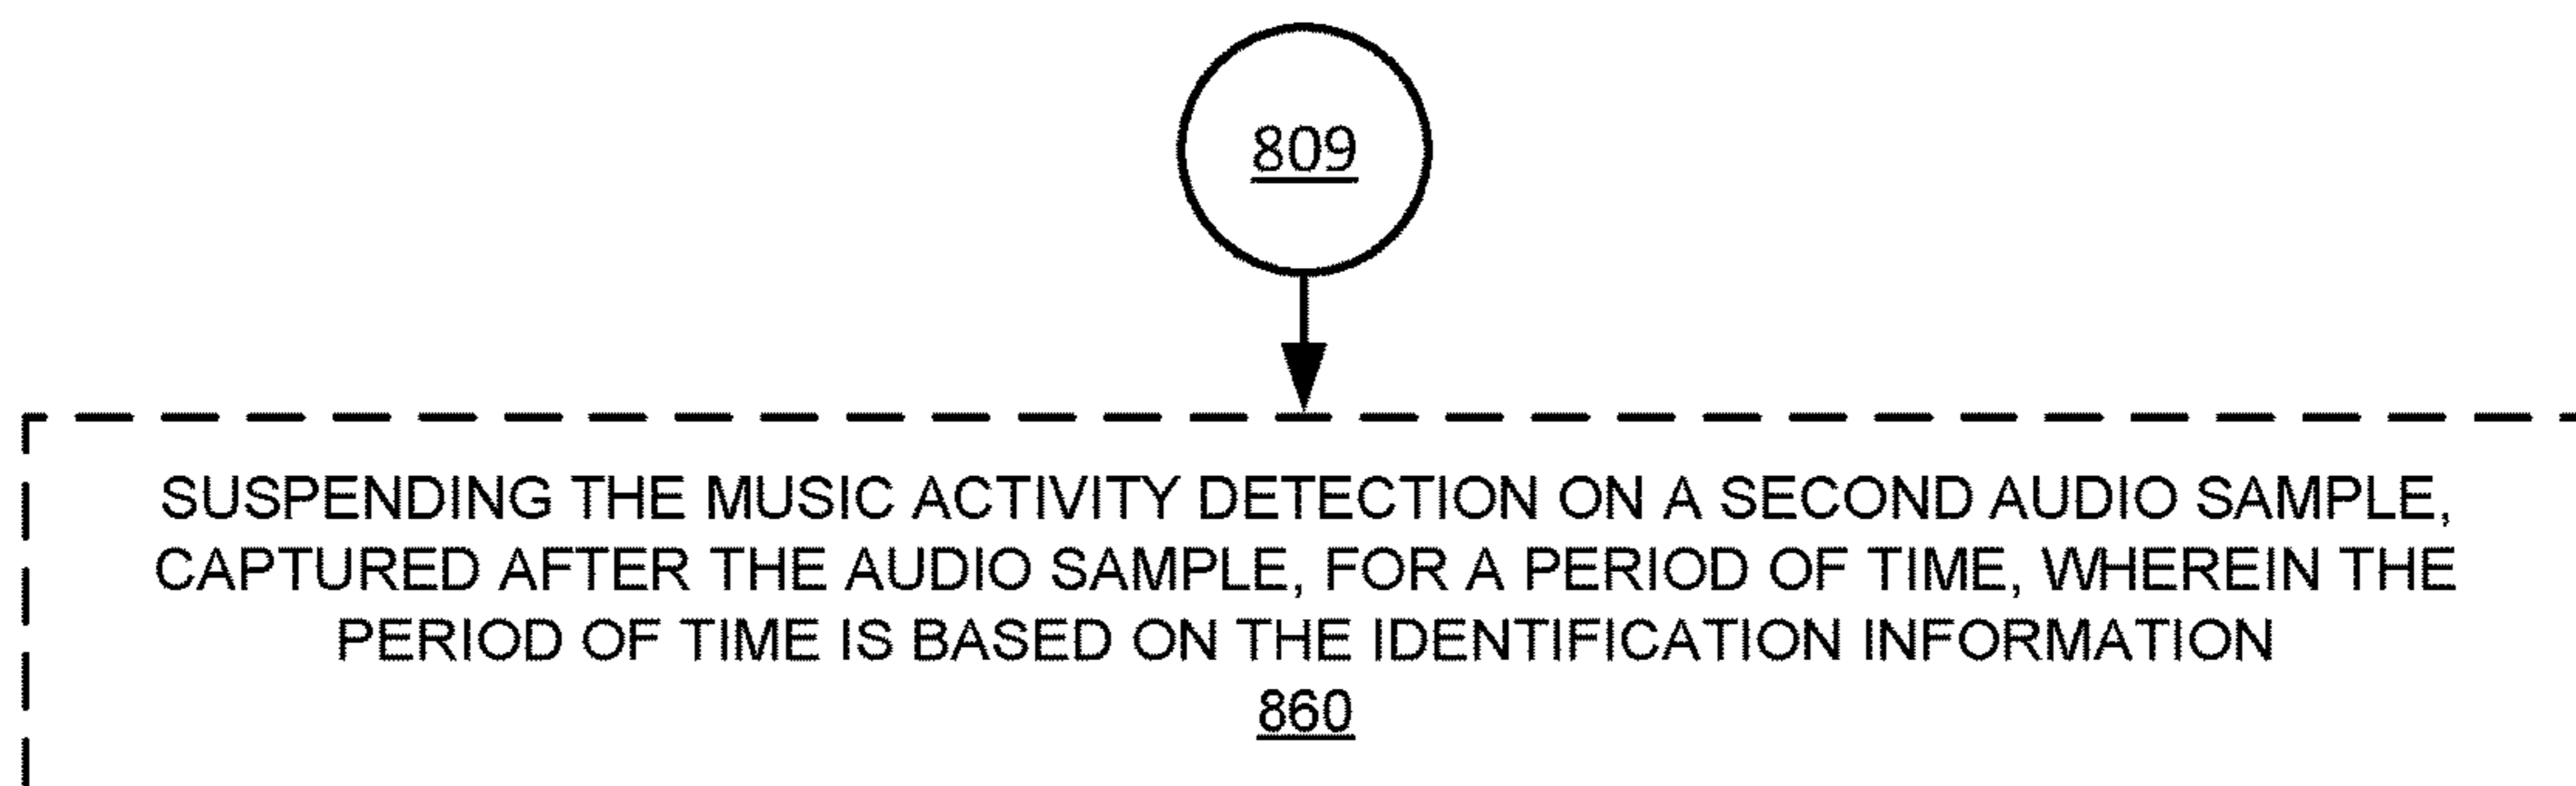 809
SUSPENDING THE MUSIC ACTIVITY DETECTION ON A SECOND AUDIO SAMPLE,
CAPTURED AFTER THE AUDIO SAMPLE, FOR A PERIOD OF TIME, WHEREIN THE
PERIOD OF TIME IS BASED ON THE IDENTIFICATION INFORMATION
860